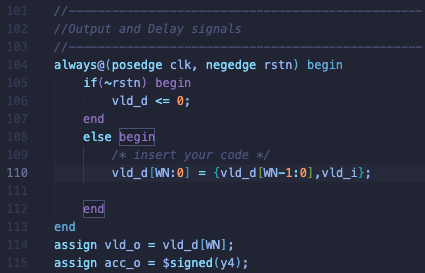 101 //-------------------------------------------------
102 //Output and Delay signals
103 //-------------------------------------------------
104 always@(posedge clk, negedge rstn) begin
105     if(~rstn) begin
106         vld_d <= 0;
107     end
108     else begin
109         /* insert your code */
110         vld_d[WN:0] = {vld_d[WN-1:0],vld_i};
111
112     end
113 end
114 assign vld_o = vld_d[WN];
115 assign acc_o = $signed(y4);